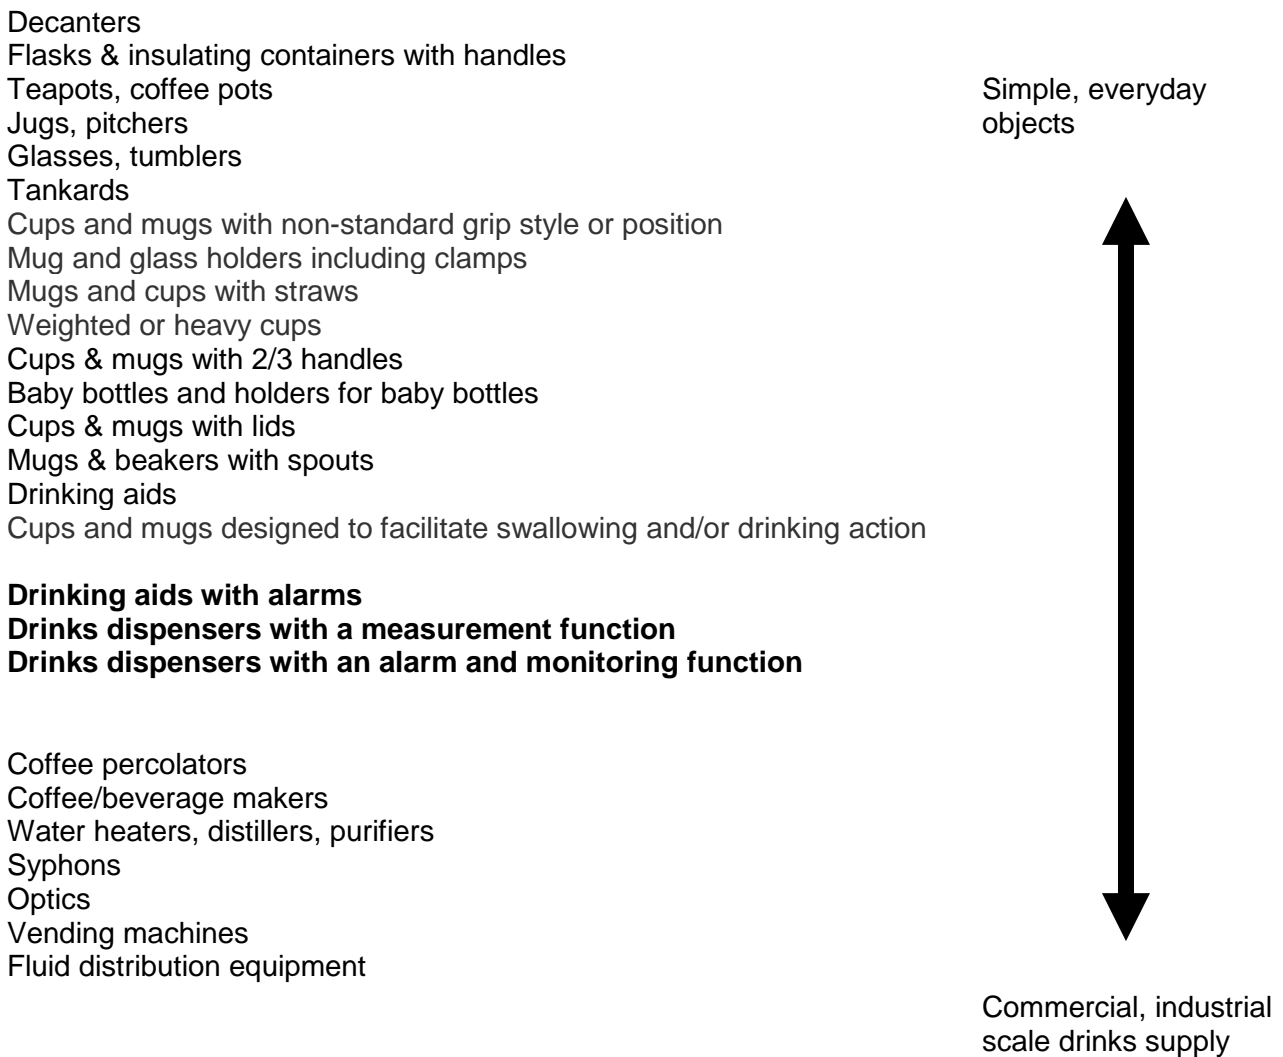 Decanters
Flasks & insulating containers with handles
Teapots, coffee pots
Jugs, pitchers
Glasses, tumblers
Tankards
Cups and mugs with non-standard grip style or position
Mug and glass holders including clamps
Mugs and cups with straws
Weighted or heavy cups
Cups & mugs with 2/3 handles
Baby bottles and holders for baby bottles
Cups & mugs with lids
Mugs & beakers with spouts
Drinking aids
Cups and mugs designed to facilitate swallowing and/or drinking action
Drinking aids with alarms
Drinks dispensers with a measurement function
Drinks dispensers with an alarm and monitoring function
Coffee percolators
Coffee/beverage makers
Water heaters, distillers, purifiers
Syphons
Optics
Vending machines
Fluid distribution equipment
Simple, everyday
objects
Commercial, industrial
scale drinks supply